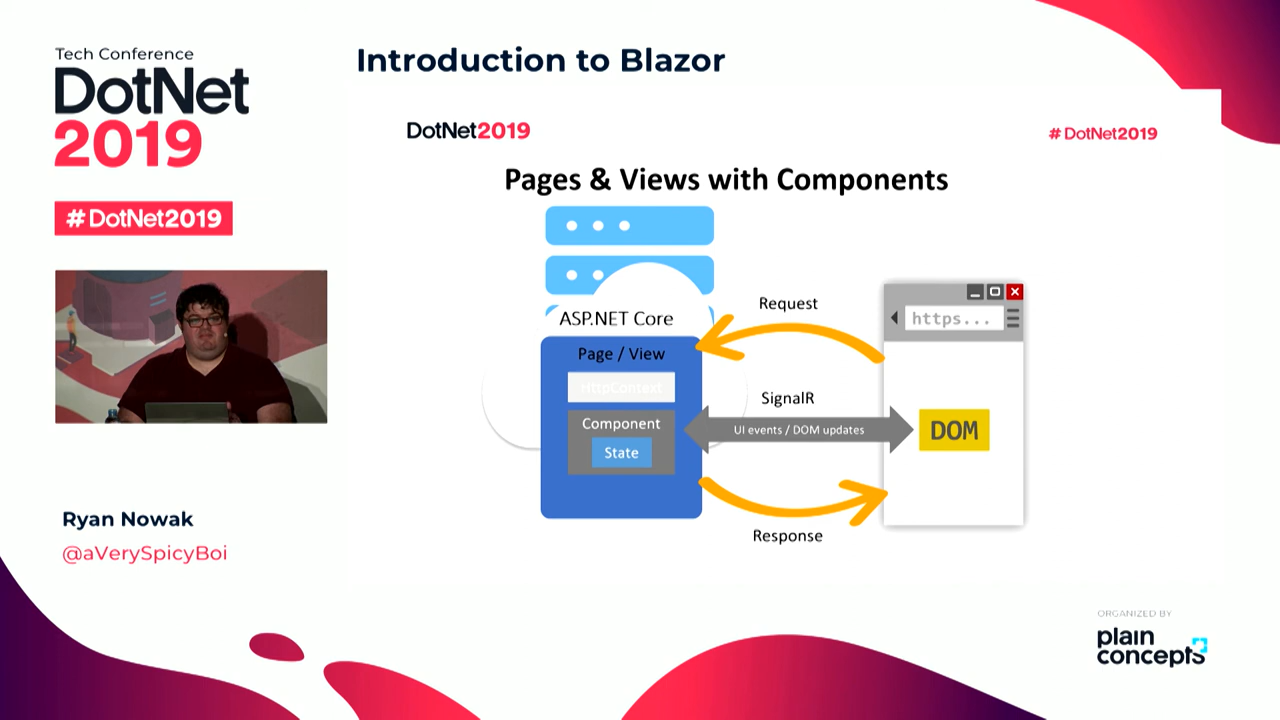 Tech Conference
DotNet
2019
#DotNet2019
Ryan Nowak
@aVerySpicyBoi
Introduction to Blazor
DotNet2019
#DotNet2019
Pages & Views with Components
ASP.NET Core
Page / View
HttpContext
Component
State
Request
SignalR
UI events / DOM updates
Response
https...
DOM
ORGANIZED BY
plain
concepts